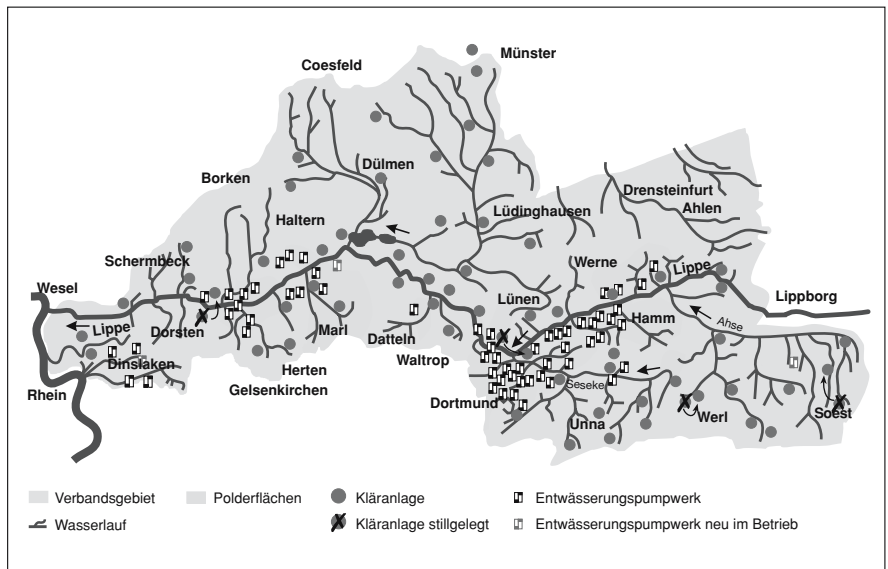 Münster
Coesfeld
Dülmen
Borken
Drensteinfurt
Ahlen
Lüdinghausen
Haltern
Schermbeck
Werne
Lippe
Wesel
Lünen
Lippborg
Lippe
Dorsten
Marl
Hamm
Ahse
Datteln
Waltrop
Dinslaken
Herten
Rhein
Gelsenkirchen
Seseke
Dortmund
Unna
Werl
Soest
Verbandsgebiet
Polderflächen
Kläranlage
Entwässerungspumpwerk
Wasserlauf
Kläranlage stillgelegt
Entwässerungspumpwerk neu im Betrieb